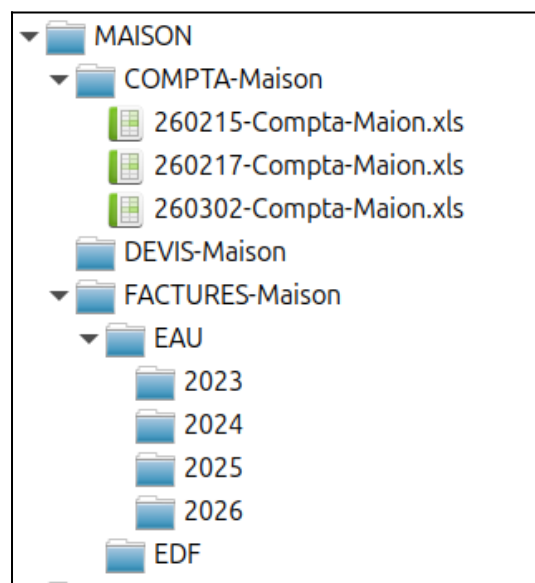 MAISON
COMPTA-Maison
260215-Compta-Maion.xls
260217-Compta-Maion.xls
260302-Compta-Maion.xls
DEVIS-Maison
FACTURES-Maison
EAU
2023
2024
2025
2026
EDF